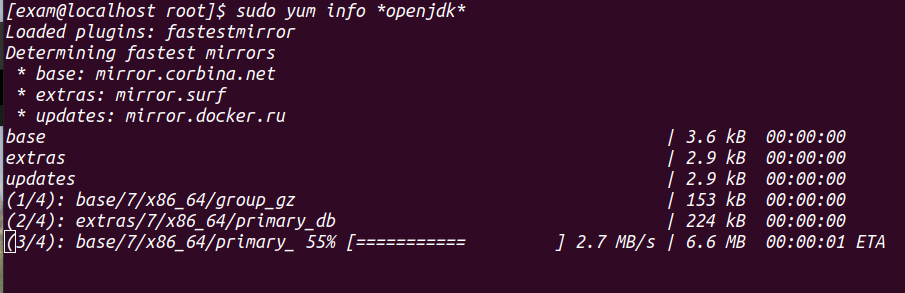 [exam@localhost root]$ sudo yum info *openjdk*
Loaded plugins: fastestmirror
Determining fastest mirrors
 * base: mirror.corbina.net
 * extras: mirror.surf
 * updates: mirror.docker.ru
base | 3.6 kB 00:00:00
extras | 2.9 kB 00:00:00
updates | 2.9 kB 00:00:00
(1/4): base/7/x86_64/group_gz | 153 kB 00:00:00
(2/4): extras/7/x86_64/primary_db | 224 kB 00:00:00
(3/4): base/7/x86_64/primary_ 55% [=========== ] 2.7 MB/s | 6.6 MB 00:00:01 ETA